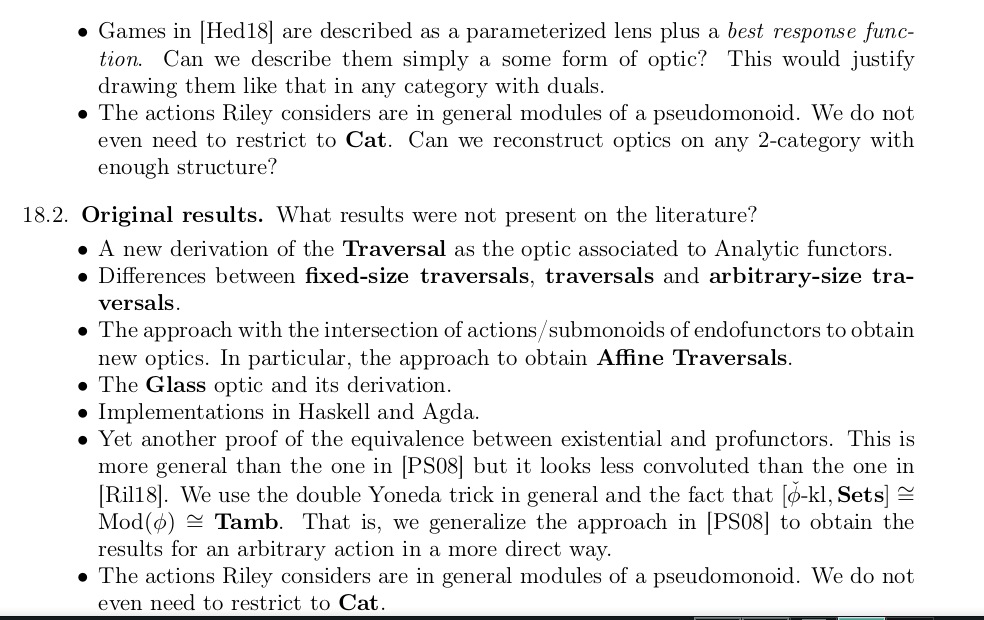 • Games in [Hed18] are described as a parameterized lens plus a best response func-
tion. Can we describe them simply a some form of optic? This would justify
drawing them like that in any category with duals.
• The actions Riley considers are in general modules of a pseudomonoid. We do not
even need to restrict to Cat. Can we reconstruct optics on any 2-category with
enough structure?
18.2. Original results. What results were not present on the literature?
• A new derivation of the Traversal as the optic associated to Analytic functors.
• Differences between fixed-size traversals, traversals and arbitrary-size tra-
versals.
• The approach with the intersection of actions/submonoids of endofunctors to obtain
new optics. In particular, the approach to obtain Affine Traversals.
• The Glass optic and its derivation.
• Implementations in Haskell and Agda.
• Yet another proof of the equivalence between existential and profunctors. This is
more general than the one in [PS08] but it looks less convoluted than the one in
[Ril18]. We use the double Yoneda trick in general and the fact that [ϕ̌-kl, Sets] ≅
Mod(ϕ) ≅ Tamb. That is, we generalize the approach in [PS08] to obtain the
results for an arbitrary action in a more direct way.
• The actions Riley considers are in general modules of a pseudomonoid. We do not
even need to restrict to Cat.